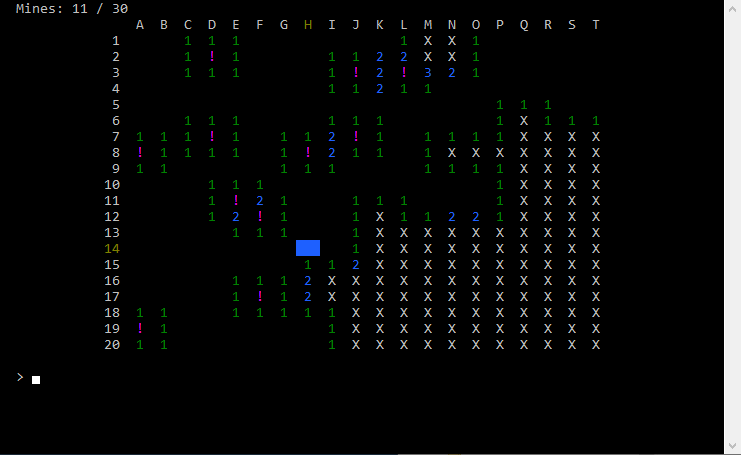 Mines: 11 / 30
A B C D E F G H I J K L M N O P Q R S T
1 1 1 1 1 X X 1
2 1 ! 1 1 1 2 2 X X 1
3 1 1 1 1 ! 2 ! 3 2 1
4 1 1 2 1 1
5 1 1 1
6 1 1 1 1 1 1 1 X 1 1 1
7 1 1 1 ! 1 1 1 2 ! 1 1 1 1 1 X X X X
8 ! 1 1 1 1 1 ! 2 1 1 1 X X X X X X X
9 1 1 1 1 1 1 1 1 1 X X X X
10 1 1 1 1 X X X X
11 1 ! 2 1 1 1 1 1 X X X X
12 1 2 ! 1 1 X 1 1 2 2 1 X X X X
13 1 1 1 1 X X X X X X X X X X
14 1 X X X X X X X X X X
15 1 1 2 X X X X X X X X X X
16 1 1 1 2 X X X X X X X X X X X X
17 1 ! 1 2 X X X X X X X X X X X X
18 1 1 1 1 1 1 1 X X X X X X X X X X X
19 ! 1 1 X X X X X X X X X X X
20 1 1 1 X X X X X X X X X X X
>